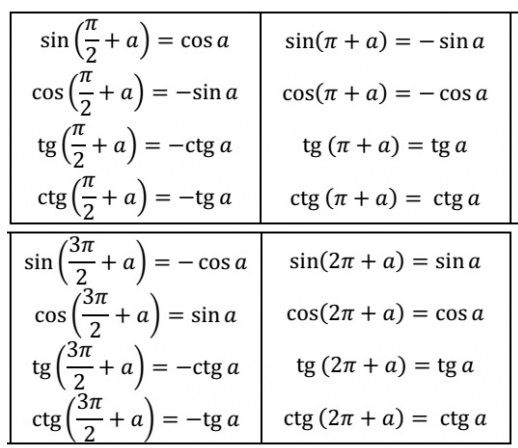 sin(π/2 + a) = cos a
cos(π/2 + a) = −sin a
tg(π/2 + a) = −ctg a
ctg(π/2 + a) = −tg a
sin(π + a) = − sin a
cos(π + a) = − cos a
tg (π + a) = tg a
ctg (π + a) = ctg a
sin(3π/2 + a) = − cos a
cos(3π/2 + a) = sin a
tg(3π/2 + a) = −ctg a
ctg(3π/2 + a) = −tg a
sin(2π + a) = sin a
cos(2π + a) = cos a
tg (2π + a) = tg a
ctg (2π + a) = ctg a